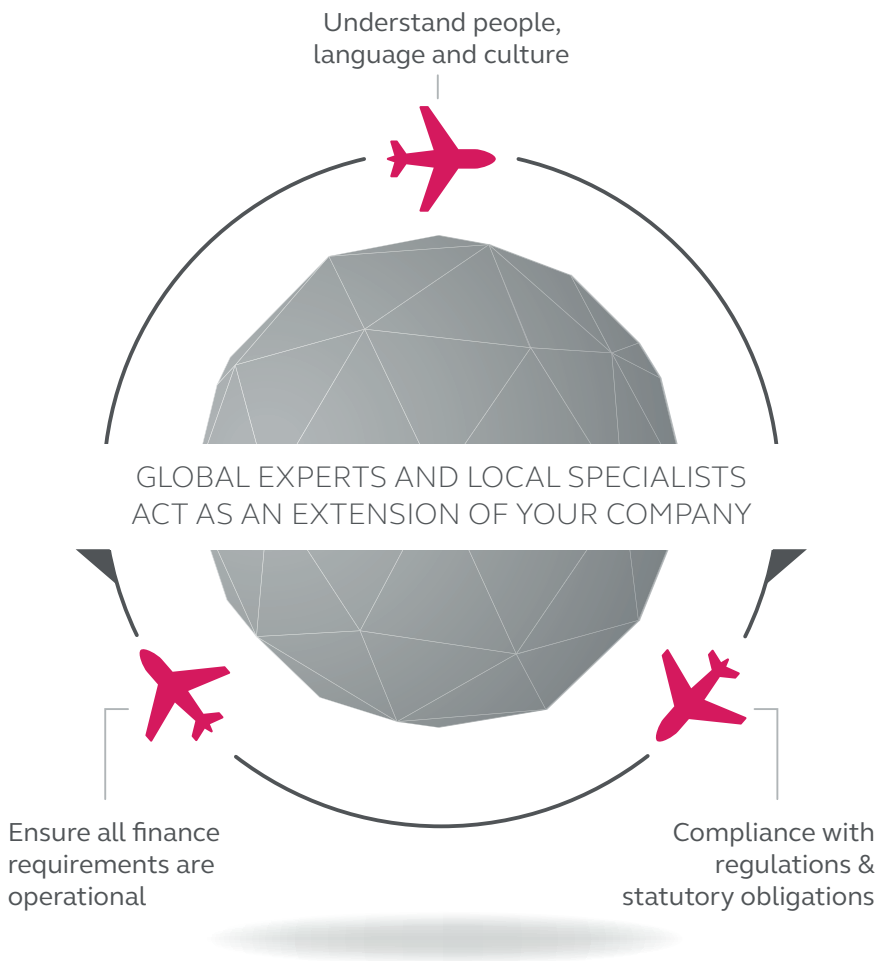 Understand people,
language and culture
GLOBAL EXPERTS AND LOCAL SPECIALISTS
ACT AS AN EXTENSION OF YOUR COMPANY
Ensure all finance
requirements are
operational
Compliance with
regulations &
statutory obligations